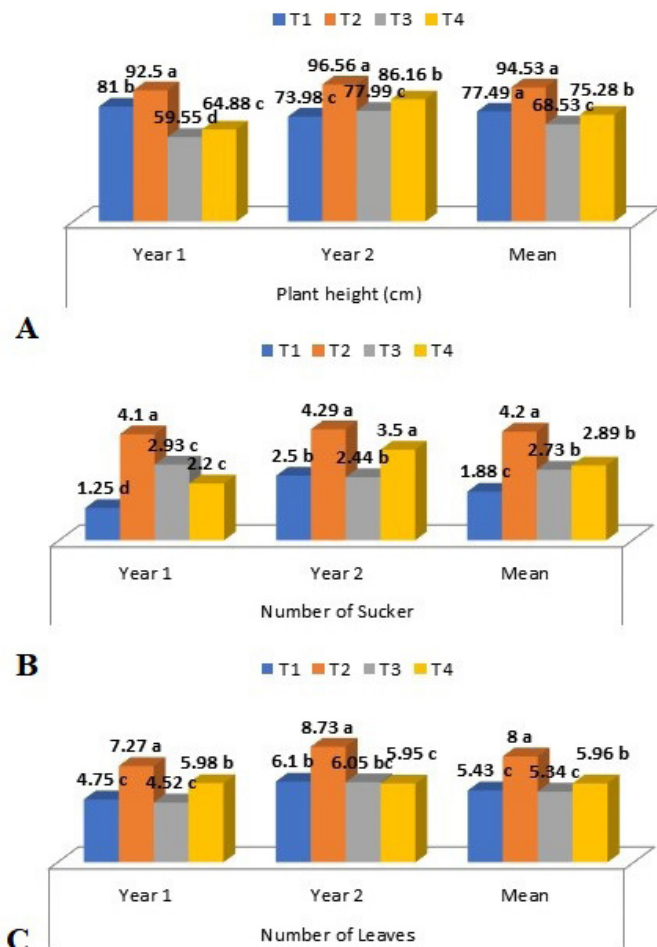 T1 T2 T3 T4
81 b 92.5 a 59.55 d 64.88 c 73.98 c 96.56 a 77.99 c 86.16 b 77.49 a 94.53 a 68.53 c 75.28 b
Year 1 Year 2 Mean
Plant height (cm)
A
T1 T2 T3 T4
1.25 d 4.1 a 2.93 c 2.2 c 2.5 b 4.29 a 2.44 b 3.5 a 1.88 c 4.2 a 2.73 b 2.89 b
Year 1 Year 2 Mean
Number of Sucker
B
T1 T2 T3 T4
4.75 c 7.27 a 4.52 c 5.98 b 6.1 b 8.73 a 6.05 bc 5.95 c 5.43 c 8 a 5.34 c 5.96 b
Year 1 Year 2 Mean
Number of Leaves
C